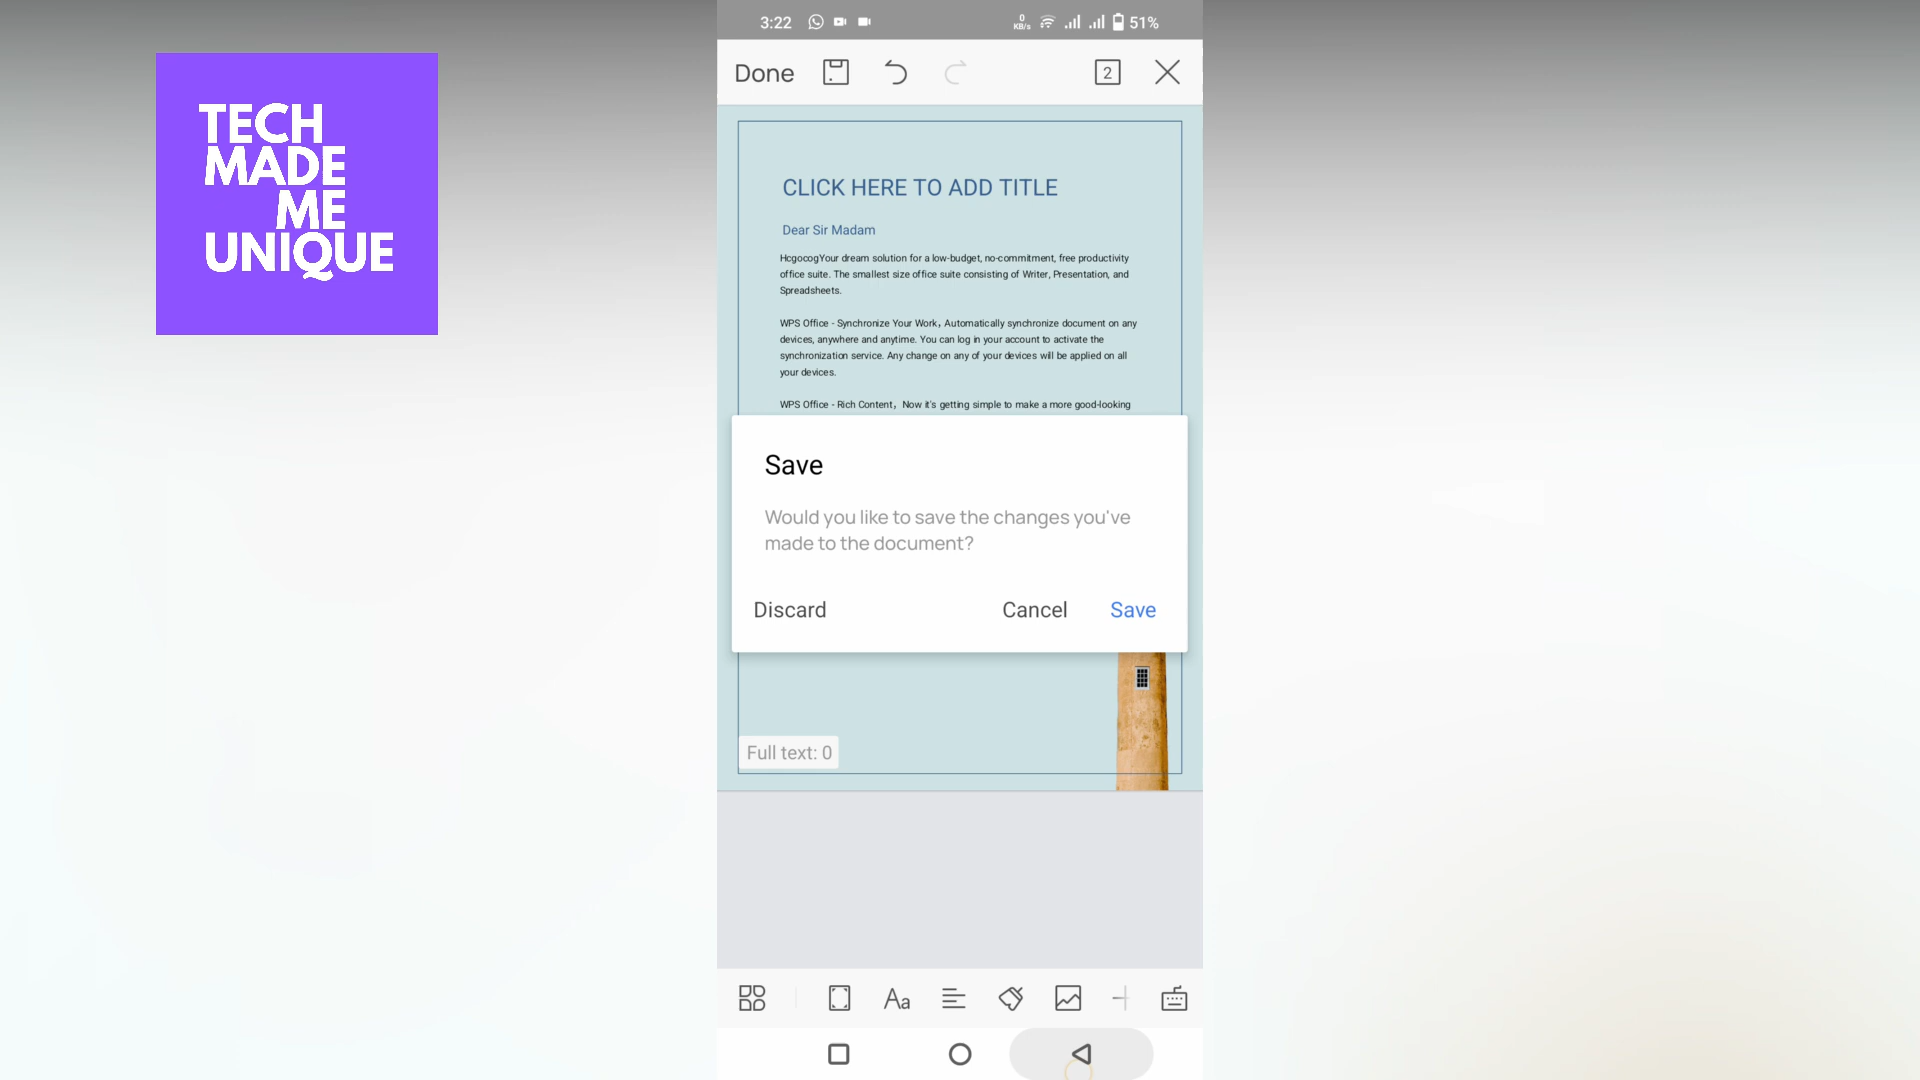 TECH
MADE
ME
UNIQUE
3:22
0
KB/s
51%
Done
2
CLICK HERE TO ADD TITLE
Dear Sir Madam
HcgocogYour dream solution for a low-budget, no-commitment, free productivity
office suite. The smallest size office suite consisting of Writer, Presentation, and
Spreadsheets.
WPS Office - Synchronize Your Work，Automatically synchronize document on any
devices, anywhere and anytime. You can log in your account to activate the
synchronization service. Any change on any of your devices will be applied on all
your devices.
WPS Office - Rich Content，Now it's getting simple to make a more good-looking
Save
Would you like to save the changes you've
made to the document?
Discard
Cancel
Save
Full text: 0
Aa